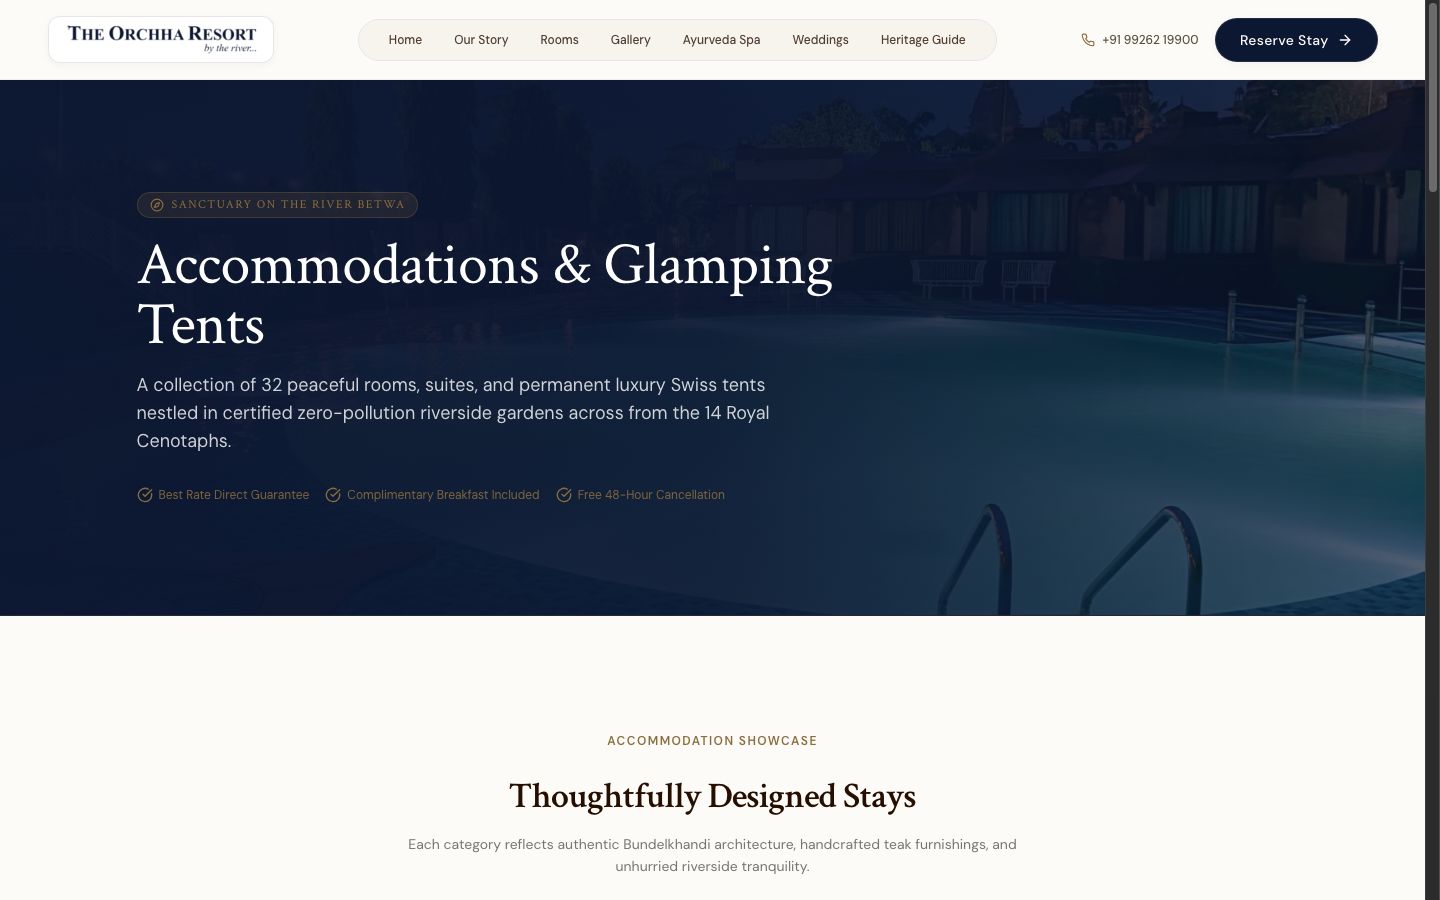 THE ORCHHA RESORT
by the river...
Home
Our Story
Rooms
Gallery
Ayurveda Spa
Weddings
Heritage Guide
+91 99262 19900
Reserve Stay
SANCTUARY ON THE RIVER BETWA
Accommodations & Glamping
Tents
A collection of 32 peaceful rooms, suites, and permanent luxury Swiss tents
nestled in certified zero-pollution riverside gardens across from the 14 Royal
Cenotaphs.
Best Rate Direct Guarantee
Complimentary Breakfast Included
Free 48-Hour Cancellation
ACCOMMODATION SHOWCASE
Thoughtfully Designed Stays
Each category reflects authentic Bundelkhandi architecture, handcrafted teak furnishings, and
unhurried riverside tranquility.